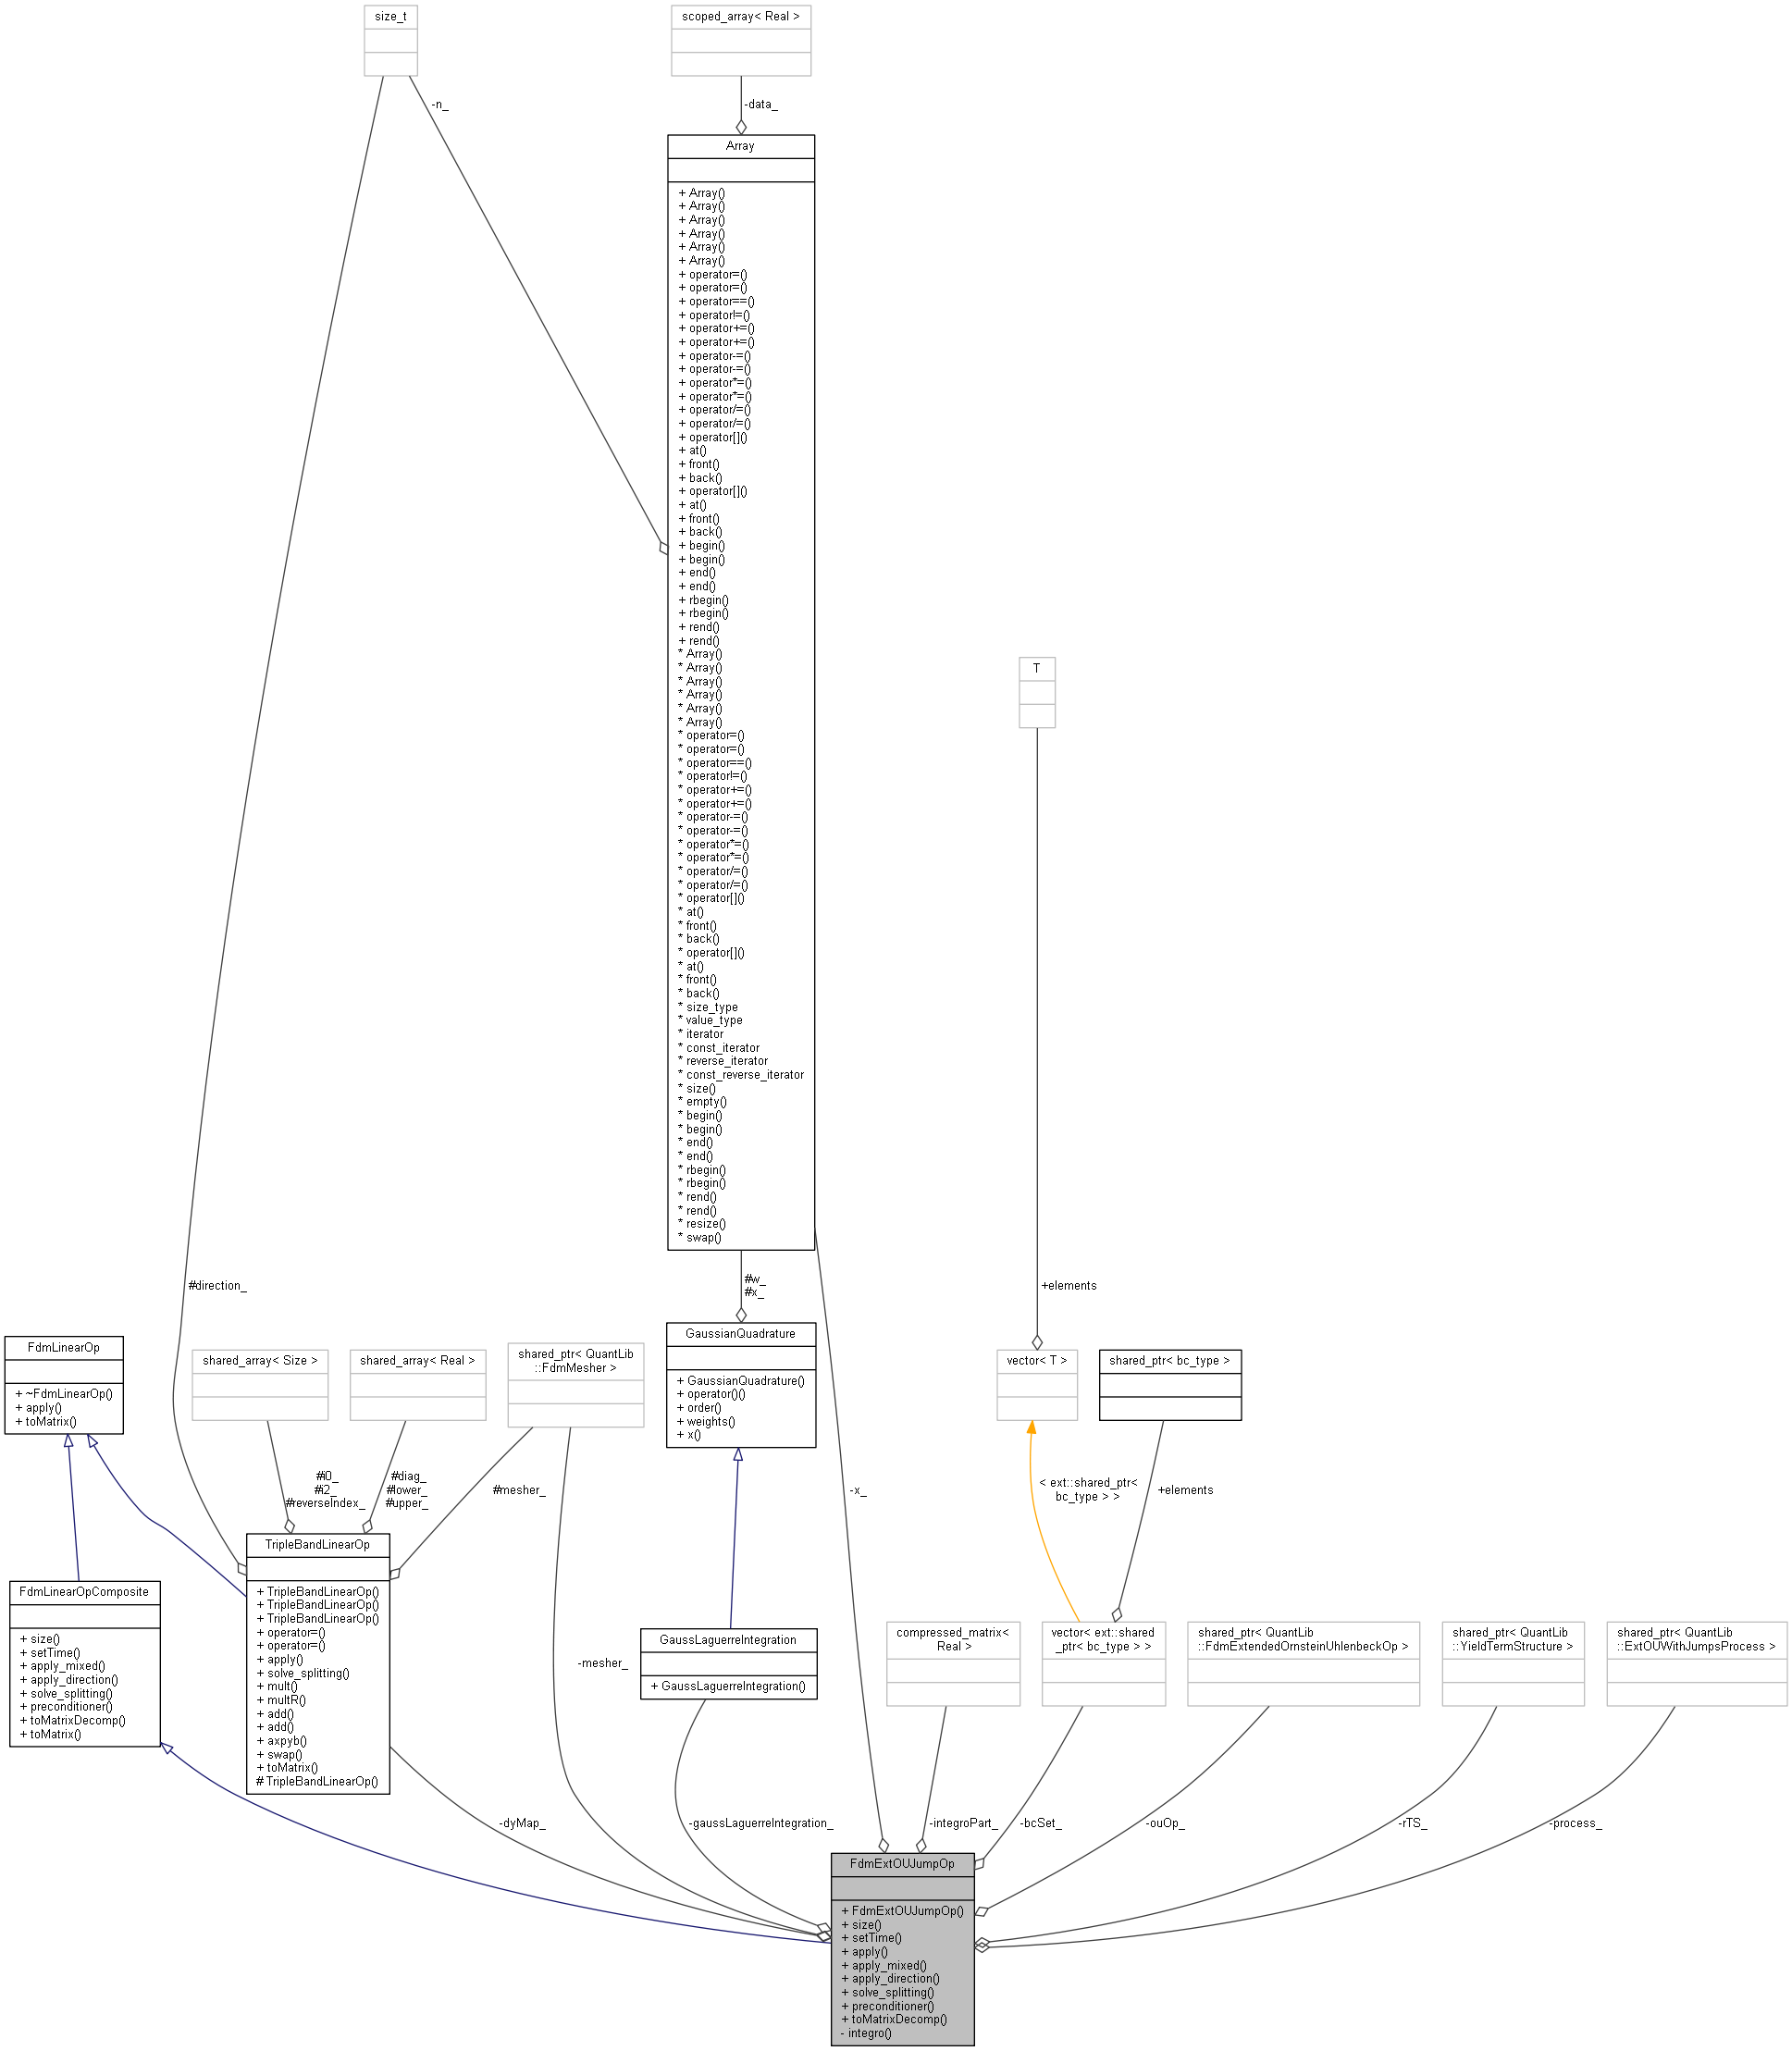 size_t
scoped_array< Real >
-n_
-data_
Array
+ Array()
+ Array()
+ Array()
+ Array()
+ Array()
+ Array()
+ operator=()
+ operator=()
+ operator==()
+ operator!=()
+ operator+=()
+ operator+=()
+ operator-=()
+ operator-=()
+ operator*=()
+ operator*=()
+ operator/=()
+ operator/=()
+ operator[]()
+ at()
+ front()
+ back()
+ operator[]()
+ at()
+ front()
+ back()
+ begin()
+ begin()
+ end()
+ end()
+ rbegin()
+ rbegin()
+ rend()
+ rend()
* Array()
* Array()
* Array()
* Array()
* Array()
* Array()
* operator=()
* operator=()
* operator==()
* operator!=()
* operator+=()
* operator+=()
* operator-=()
* operator-=()
* operator*=()
* operator*=()
* operator/=()
* operator/=()
* operator[]()
* at()
* front()
* back()
* operator[]()
* at()
* front()
* back()
* size_type
* value_type
* iterator
* const_iterator
* reverse_iterator
* const_reverse_iterator
* size()
* empty()
* begin()
* begin()
* end()
* end()
* rbegin()
* rbegin()
* rend()
* rend()
* resize()
* swap()
T
#direction_
#w_
#x_
+elements
FdmLinearOp
+ ~FdmLinearOp()
+ apply()
+ toMatrix()
shared_array< Size >
shared_array< Real >
shared_ptr< QuantLib
::FdmMesher >
GaussianQuadrature
+ GaussianQuadrature()
+ operator()()
+ order()
+ weights()
+ x()
vector< T >
shared_ptr< bc_type >
#i0_
#i2_
#reverseIndex_
#diag_
#lower_
#upper_
#mesher_
-x_
< ext::shared_ptr<
bc_type > >
+elements
FdmLinearOpComposite
+ size()
+ setTime()
+ apply_mixed()
+ apply_direction()
+ solve_splitting()
+ preconditioner()
+ toMatrixDecomp()
+ toMatrix()
TripleBandLinearOp
+ TripleBandLinearOp()
+ TripleBandLinearOp()
+ TripleBandLinearOp()
+ operator=()
+ operator=()
+ apply()
+ solve_splitting()
+ mult()
+ multR()
+ add()
+ add()
+ axpyb()
+ swap()
+ toMatrix()
# TripleBandLinearOp()
-mesher_
GaussLaguerreIntegration
+ GaussLaguerreIntegration()
compressed_matrix<
Real >
vector< ext::shared
_ptr< bc_type > >
shared_ptr< QuantLib
::FdmExtendedOrnsteinUhlenbeckOp >
shared_ptr< QuantLib
::YieldTermStructure >
shared_ptr< QuantLib
::ExtOUWithJumpsProcess >
-dyMap_
-gaussLaguerreIntegration_
-integroPart_
-bcSet_
-ouOp_
-rTS_
-process_
FdmExtOUJumpOp
+ FdmExtOUJumpOp()
+ size()
+ setTime()
+ apply()
+ apply_mixed()
+ apply_direction()
+ solve_splitting()
+ preconditioner()
+ toMatrixDecomp()
- integro()